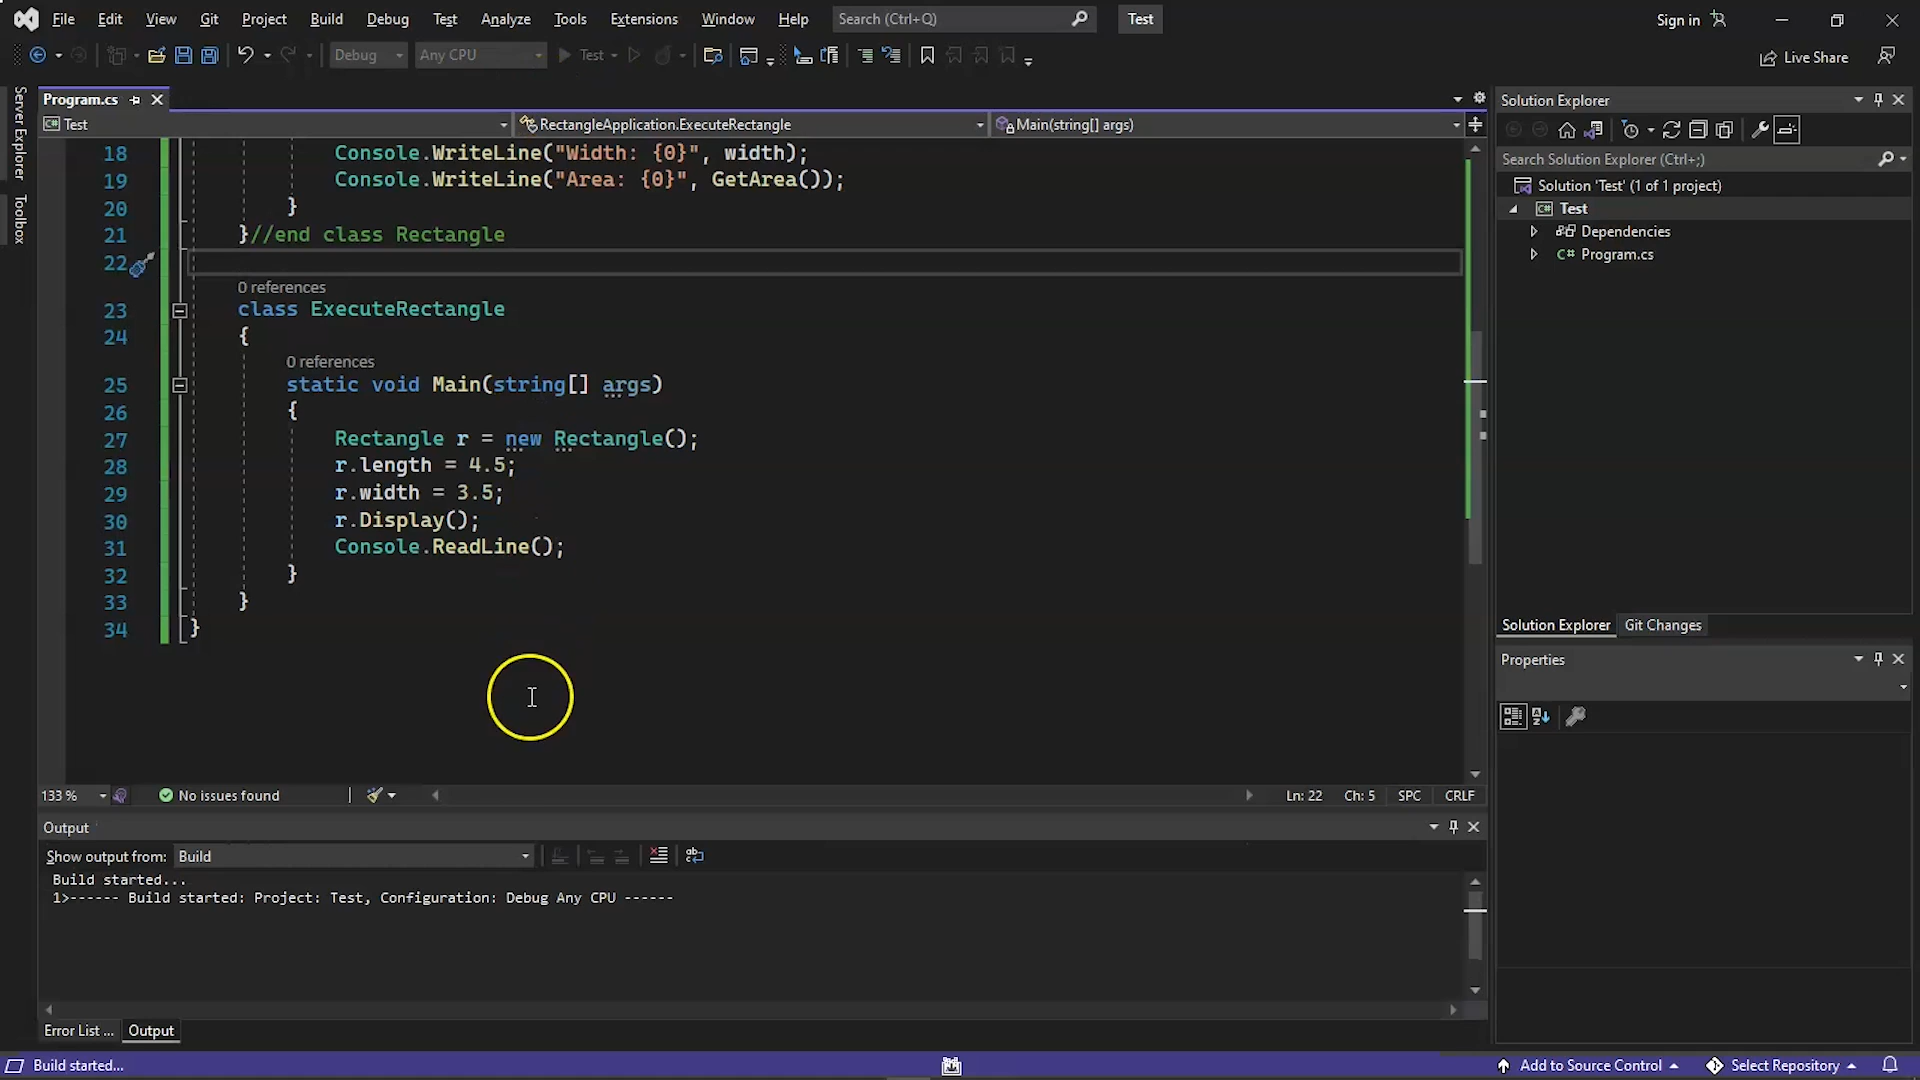 File Edit View Git Project Build Debug Test Analyze Tools Extensions Window Help Search (Ctrl+Q) Test Sign in
Debug Any CPU Test Live Share
Server Explorer
Toolbox
Program.cs
Test RectangleApplication.ExecuteRectangle Main(string[] args)
18 Console.WriteLine("Width: {0}", width);
19 Console.WriteLine("Area: {0}", GetArea());
20 }
21 }//end class Rectangle
22
0 references
23 class ExecuteRectangle
24 {
0 references
25 static void Main(string[] args)
26 {
27 Rectangle r = new Rectangle();
28 r.length = 4.5;
29 r.width = 3.5;
30 r.Display();
31 Console.ReadLine();
32 }
33 }
34 }
133 % No issues found Ln: 22 Ch: 5 SPC CRLF
Output
Show output from: Build
Build started...
1>------ Build started: Project: Test, Configuration: Debug Any CPU ------
Error List ... Output
Solution Explorer
Search Solution Explorer (Ctrl+;)
Solution 'Test' (1 of 1 project)
C# Test
Dependencies
C# Program.cs
Solution Explorer Git Changes
Properties
Build started... Add to Source Control Select Repository